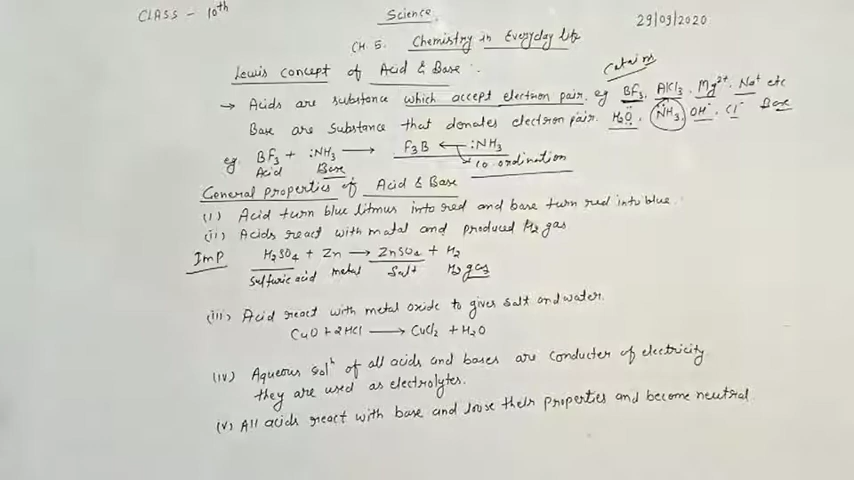 CLASS - 10th
Science
29/09/2020
CH 5. Chemistry in Everyday life
Lewis concept of Acid & Base :
Cations
→ Acids are substance which accept electron pair. eg BF3, AlCl3, Mg2+, Na+ etc
Base are substance that donates electron pair. H2O, NH3, OH-, Cl- Base
eg. BF3 + :NH3 → F3B ← :NH3
Acid Base co ordination
General properties of Acid & Base
(i) Acid turn blue litmus into red and base turn red into blue.
(ii) Acids react with matal and produced H2 gas
Imp H2SO4 + Zn → ZnSO4 + H2
sulfuric acid metal Salt H2 gas
(iii) Acid react with metal oxide to gives salt and water.
CuO + 2HCl → CuCl2 + H2O
(iv) Aqueous soln of all acids and bases are conducter of electricity
they are used as electrolytes.
(v) All acids react with base and loose their properties and become neutral.